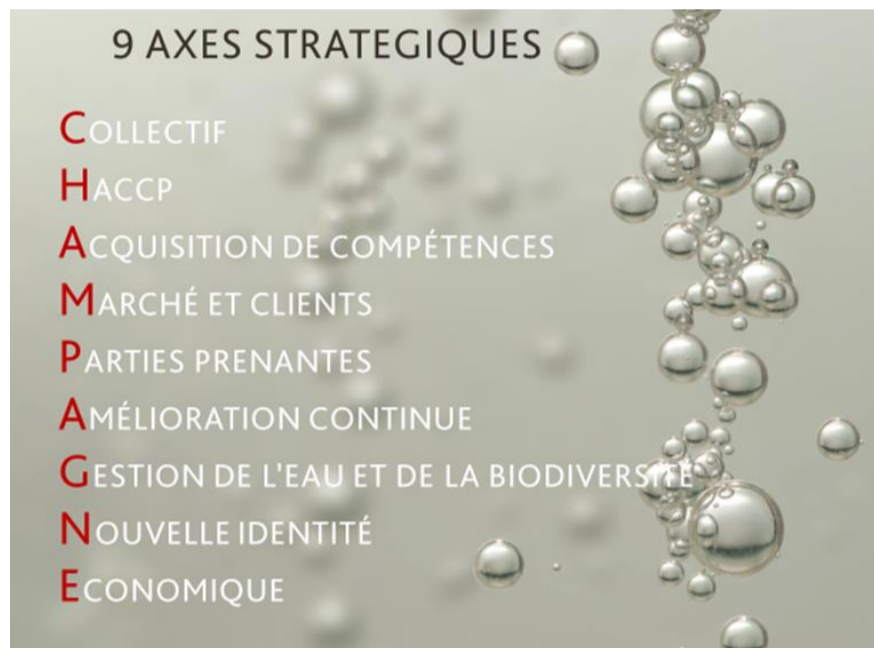 9 AXES STRATEGIQUES
COLLECTIF
HACCP
ACQUISITION DE COMPÉTENCES
MARCHÉ ET CLIENTS
PARTIES PRENANTES
AMÉLIORATION CONTINUE
GESTION DE L'EAU ET DE LA BIODIVERSITÉ
NOUVELLE IDENTITÉ
ECONOMIQUE